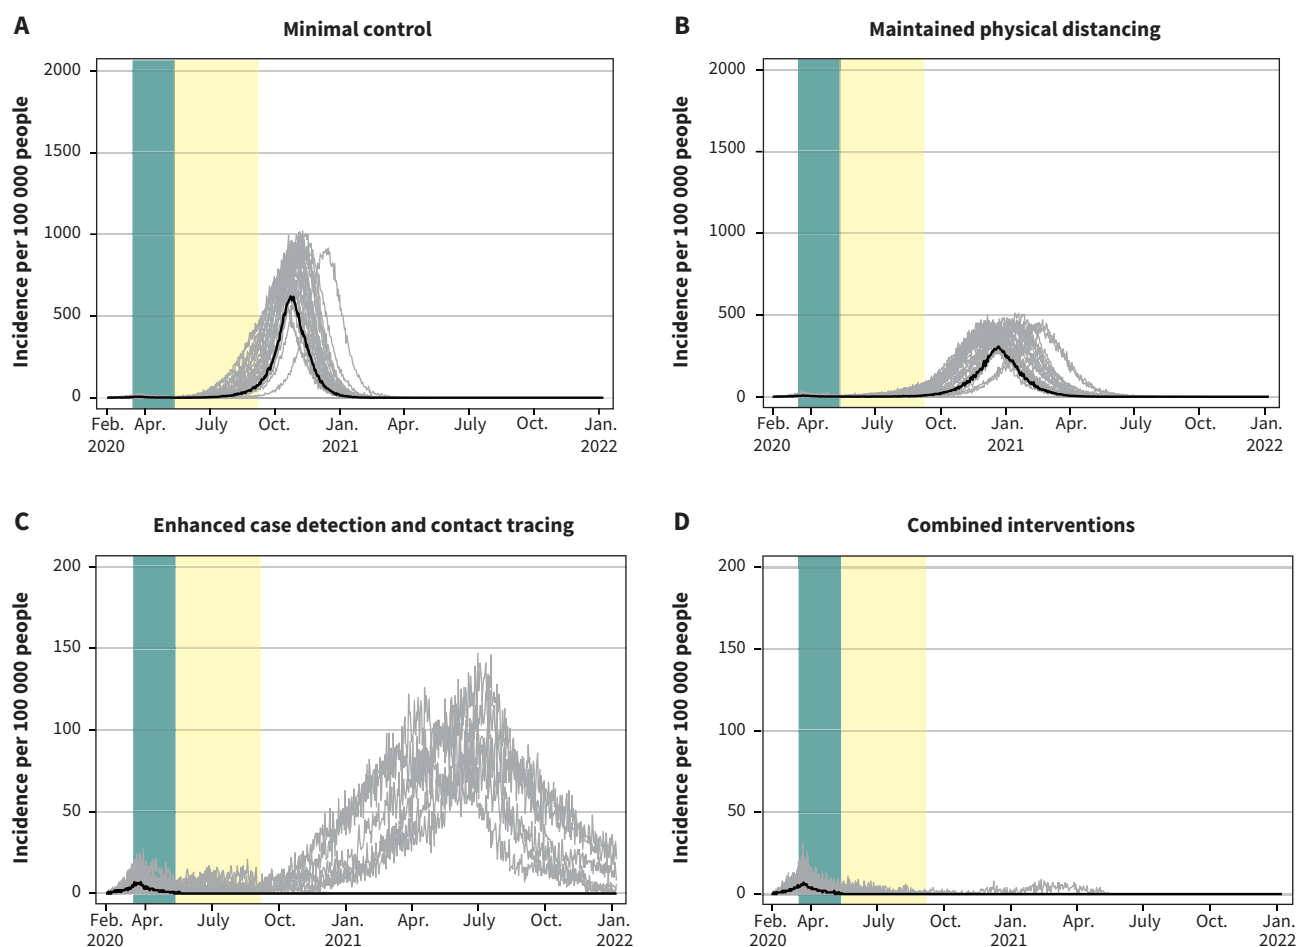 A
Minimal control
Incidence per 100 000 people
2000
1500
1000
500
0
Feb. Apr. July Oct. Jan. Apr. July Oct. Jan.
2020 2021 2022
B
Maintained physical distancing
Incidence per 100 000 people
2000
1500
1000
500
0
Feb. Apr. July Oct. Jan. Apr. July Oct. Jan.
2020 2021 2022
C
Enhanced case detection and contact tracing
Incidence per 100 000 people
200
150
100
50
0
Feb. Apr. July Oct. Jan. Apr. July Oct. Jan.
2020 2021 2022
D
Combined interventions
Incidence per 100 000 people
200
150
100
50
0
Feb. Apr. July Oct. Jan. Apr. July Oct. Jan.
2020 2021 2022